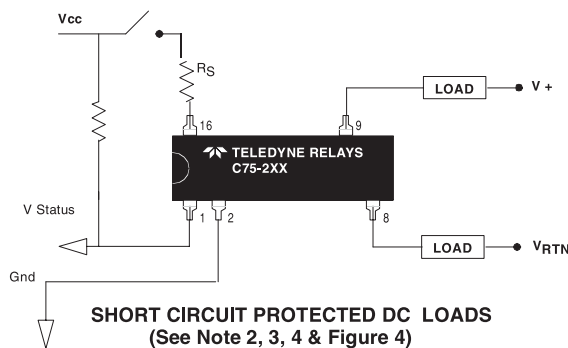 Vcc
RS
16
9
LOAD
V +
TELEDYNE RELAYS
C75-2XX
V Status
1
2
8
LOAD
VRTN
Gnd
SHORT CIRCUIT PROTECTED DC LOADS
(See Note 2, 3, 4 & Figure 4)